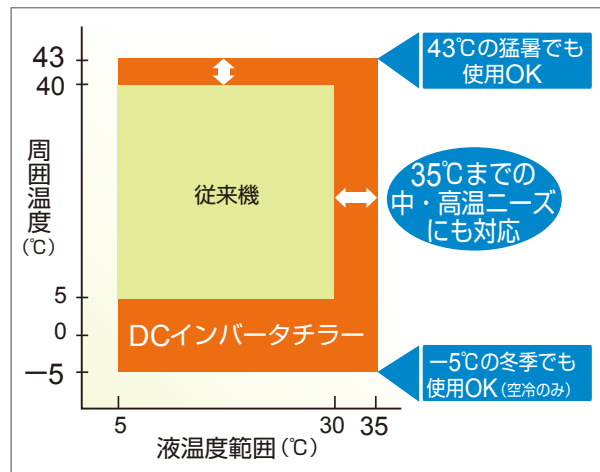 43
40
周囲温度
(℃)
5
0
−5
従来機
DCインバータチラー
43℃の猛暑でも
使用OK
35℃までの
中・高温ニーズ
にも対応
−5℃の冬季でも
使用OK(空冷のみ)
5
30
35
液温度範囲(℃)